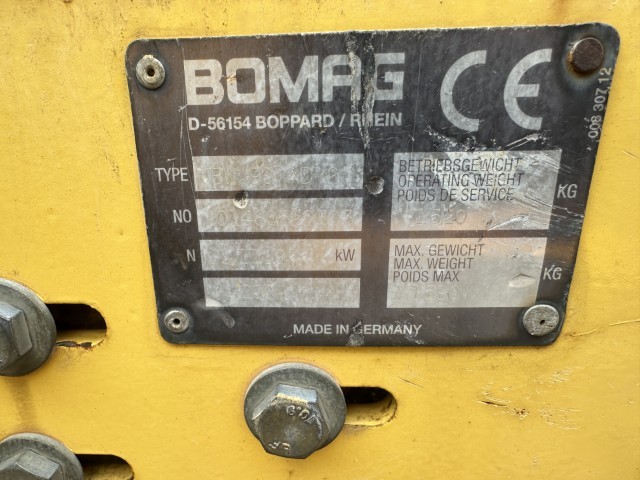 BOMAG
D-56154 BOPPARD / RHEIN
CE
008 307 12
TYPE
NO
N kW
BETRIEBSGEWICHT
OPERATING WEIGHT
POIDS DE SERVICE
KG
MAX. GEWICHT
MAX. WEIGHT
POIDS MAX
KG
MADE IN GERMANY